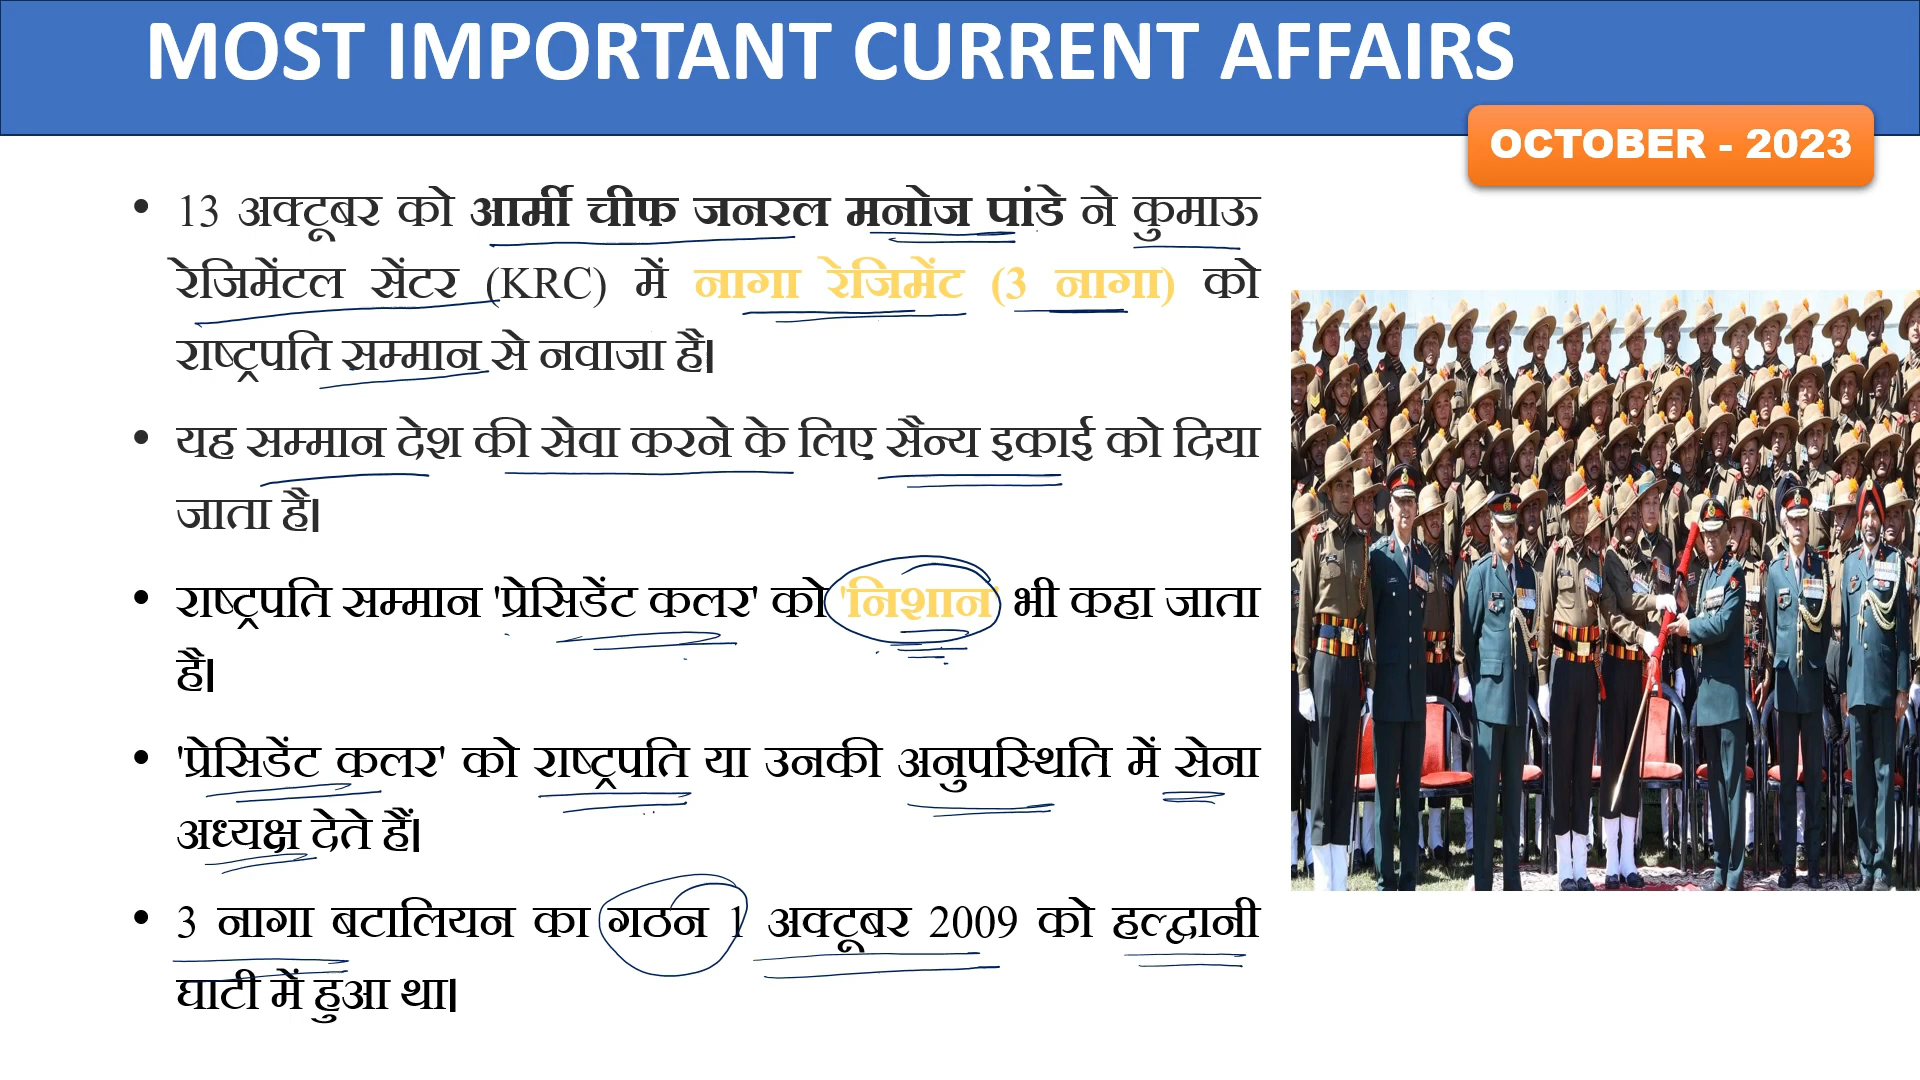 MOST IMPORTANT CURRENT AFFAIRS
OCTOBER - 2023
• 13 अक्टूबर को आर्मी चीफ जनरल मनोज पांडे ने कुमाऊ
रेजिमेंटल सेंटर (KRC) में नागा रेजिमेंट (3 नागा) को
राष्ट्रपति सम्मान से नवाजा है।
• यह सम्मान देश की सेवा करने के लिए सैन्य इकाई को दिया
जाता है।
• राष्ट्रपति सम्मान 'प्रेसिडेंट कलर' को 'निशान' भी कहा जाता
है।
• 'प्रेसिडेंट कलर' को राष्ट्रपति या उनकी अनुपस्थिति में सेना
अध्यक्ष देते हैं।
• 3 नागा बटालियन का गठन 1 अक्टूबर 2009 को हल्द्वानी
घाटी में हुआ था।